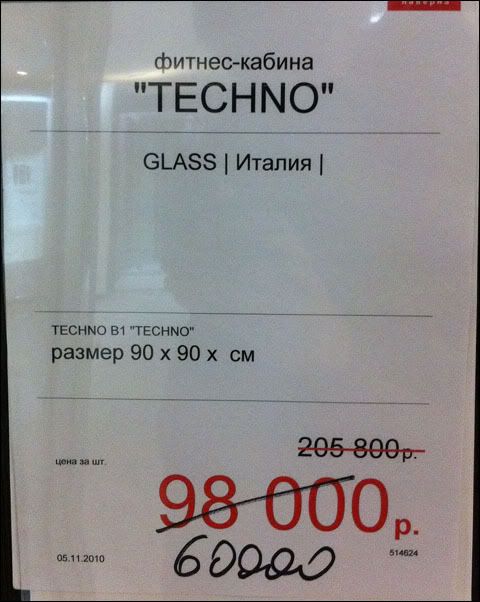 фитнес-кабина
"TECHNO"
GLASS | Италия |
TECHNO B1 "TECHNO"
размер 90 x 90 x см
205 800р.
цена за шт.
98 000р.
60000
05.11.2010
514624